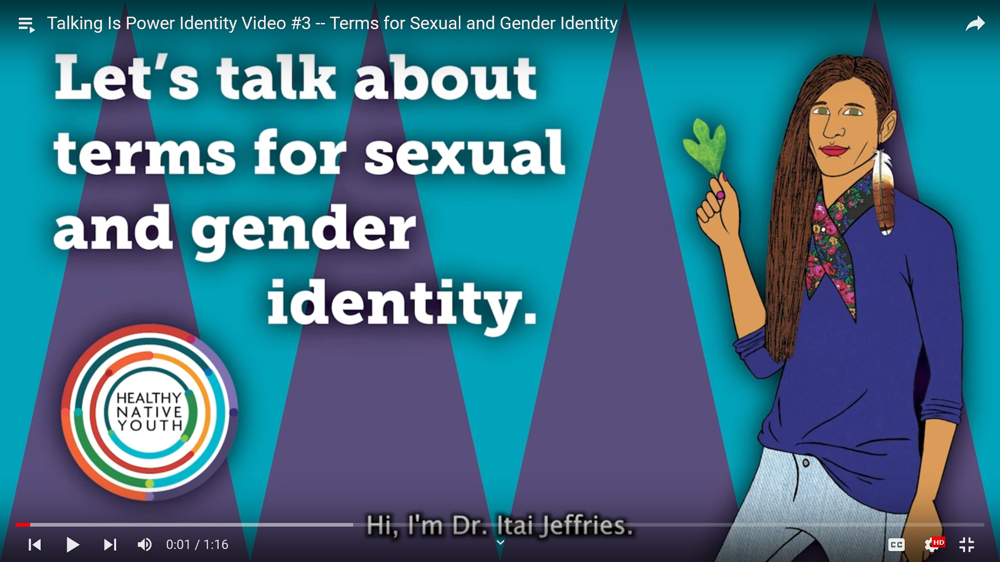 Talking Is Power Identity Video #3 -- Terms for Sexual and Gender Identity
Let’s talk about
terms for sexual
and gender
identity.
HEALTHY
NATIVE
YOUTH
Hi, I'm Dr. Itai Jeffries.
0:01 / 1:16
CC
HD